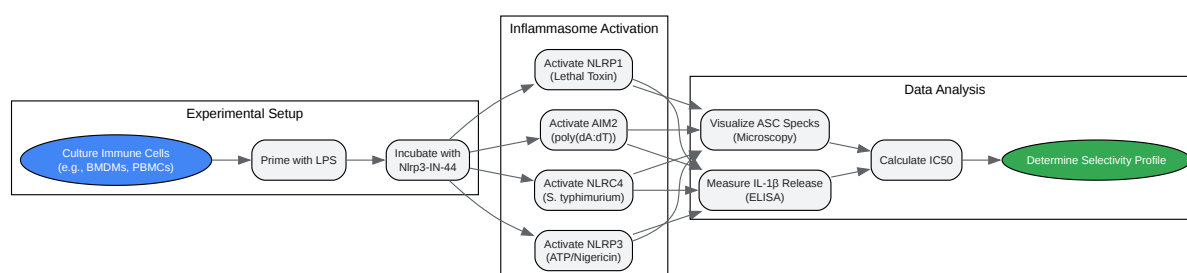 Experimental Setup
Culture Immune Cells
(e.g., BMDMs, PBMCs)
Prime with LPS
Incubate with
Nlrp3-IN-44
Inflammasome Activation
Activate NLRP1
(Lethal Toxin)
Activate AIM2
(poly(dA:dT))
Activate NLRC4
(S. typhimurium)
Activate NLRP3
(ATP/Nigericin)
Data Analysis
Visualize ASC Specks
(Microscopy)
Measure IL-1β Release
(ELISA)
Calculate IC50
Determine Selectivity Profile